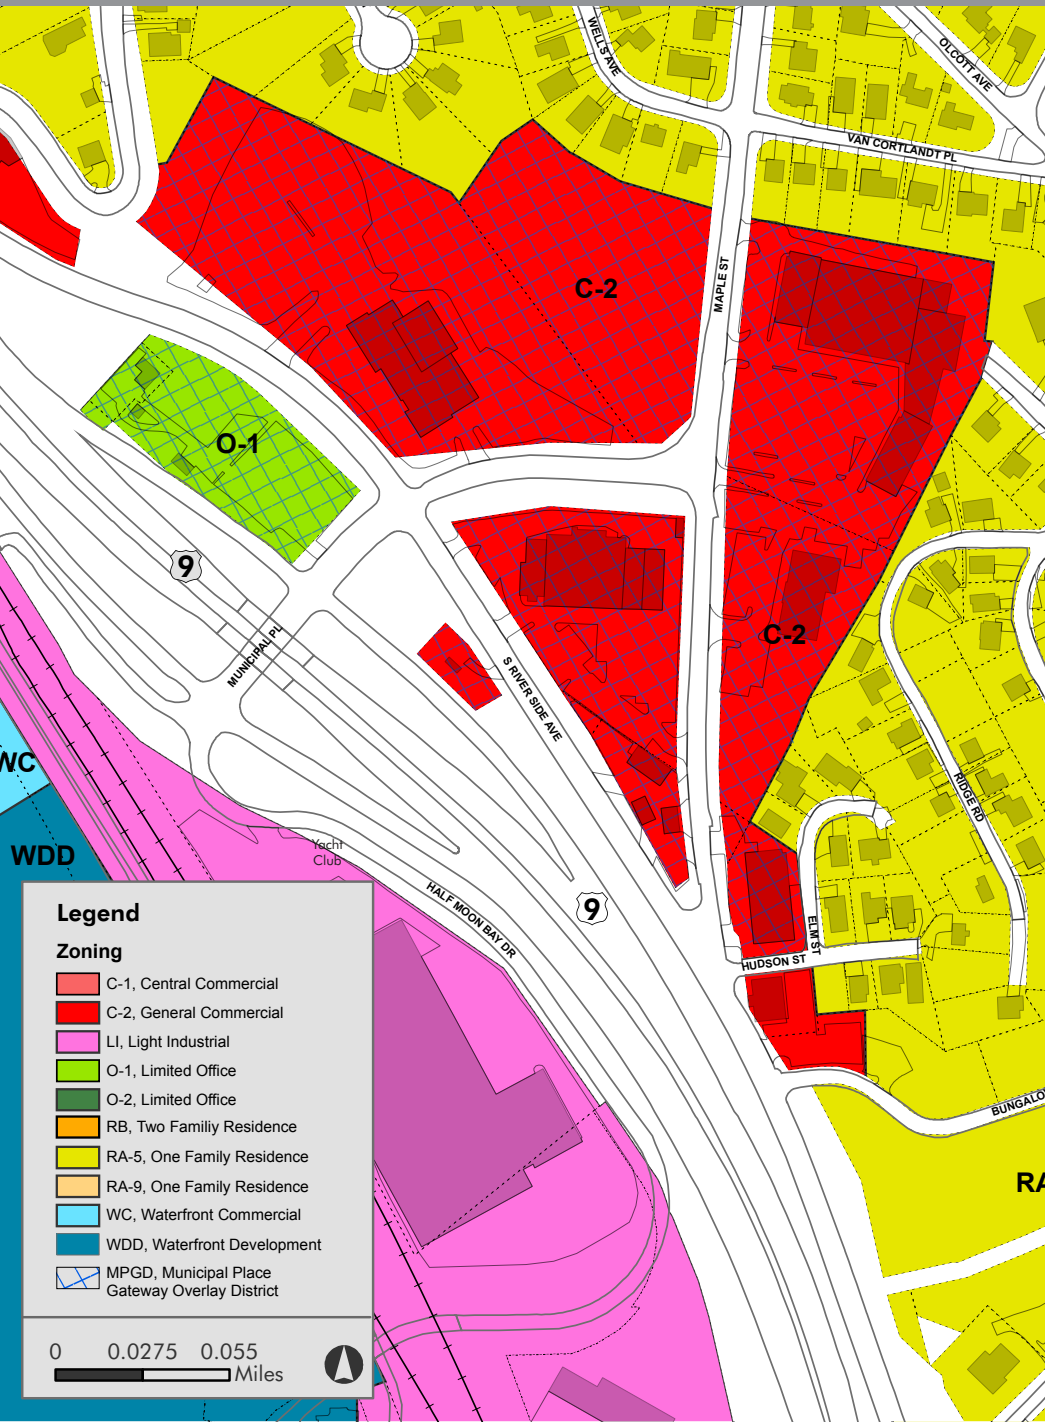 WELLS AVE
OLCOTT AVE
VAN CORTLANDT PL
MAPLE ST
C-2
O-1
9
MUNICIPAL PL
S RIVER SIDE AVE
C-2
WC
WDD
RIDGE RD
Yacht
Club
HALF MOON BAY DR
9
ELM ST
HUDSON ST
BUNGALO
RA
Legend
Zoning
C-1, Central Commercial
C-2, General Commercial
LI, Light Industrial
O-1, Limited Office
O-2, Limited Office
RB, Two Familiy Residence
RA-5, One Family Residence
RA-9, One Family Residence
WC, Waterfront Commercial
WDD, Waterfront Development
MPGD, Municipal Place
Gateway Overlay District
0 0.0275 0.055
Miles